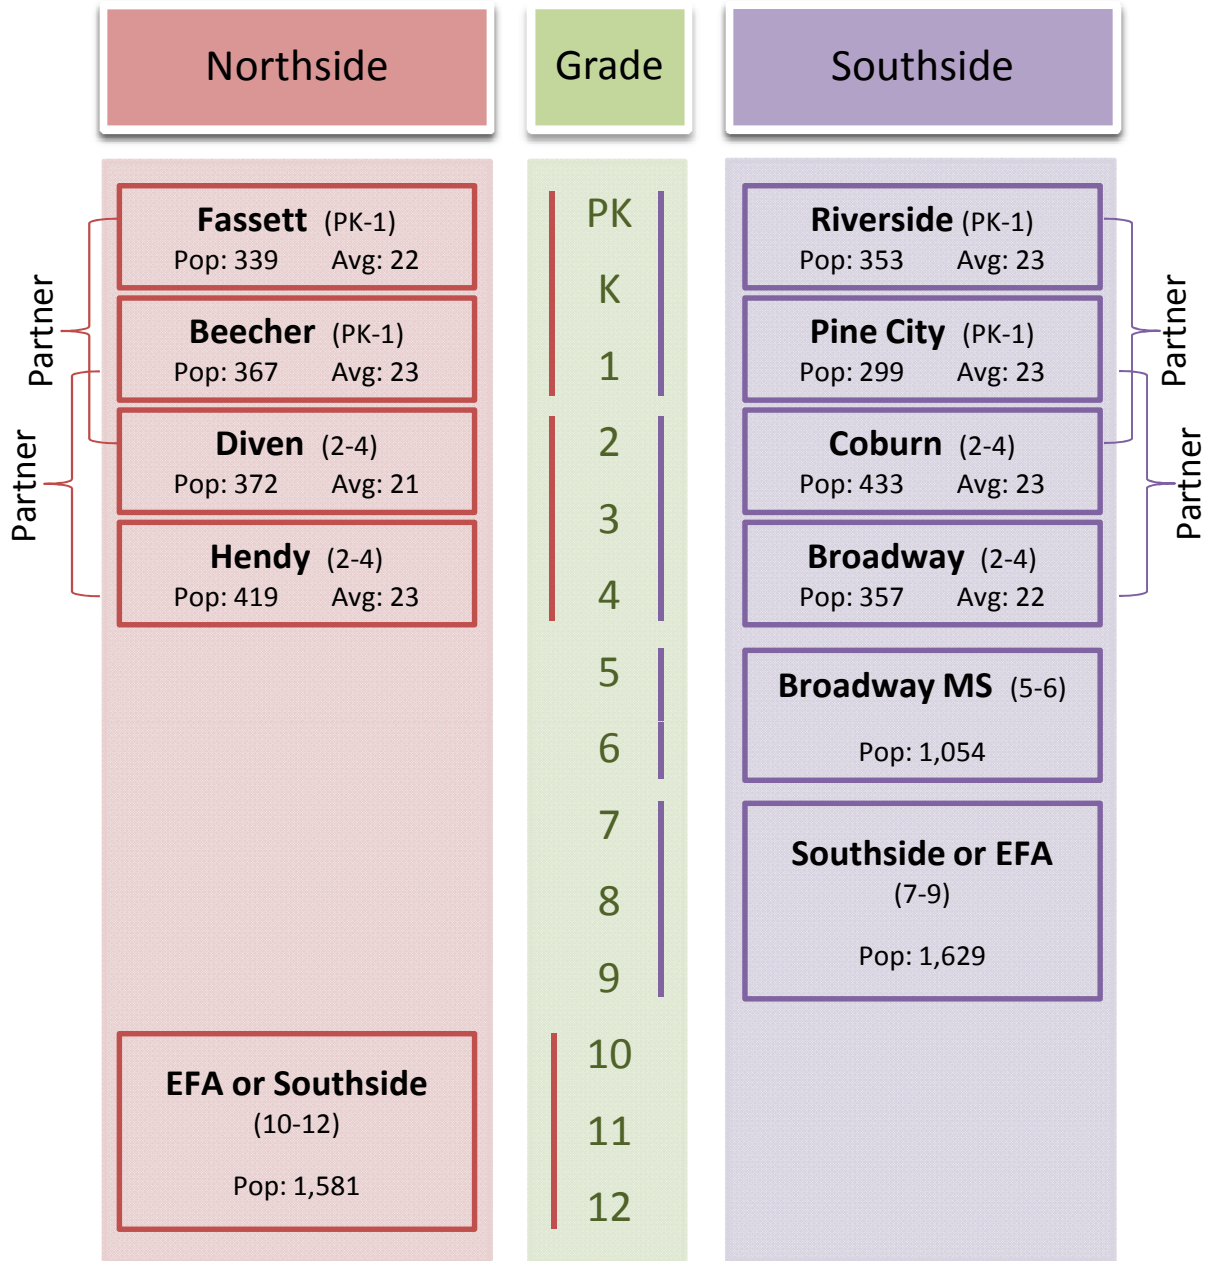 Northside
Grade
Southside
Partner
Partner
Fassett (PK-1)
Pop: 339 Avg: 22
Beecher (PK-1)
Pop: 367 Avg: 23
Diven (2-4)
Pop: 372 Avg: 21
Hendy (2-4)
Pop: 419 Avg: 23
EFA or Southside
(10-12)
Pop: 1,581
PK
K
1
2
3
4
5
6
7
8
9
10
11
12
Riverside (PK-1)
Pop: 353 Avg: 23
Pine City (PK-1)
Pop: 299 Avg: 23
Coburn (2-4)
Pop: 433 Avg: 23
Broadway (2-4)
Pop: 357 Avg: 22
Broadway MS (5-6)
Pop: 1,054
Southside or EFA
(7-9)
Pop: 1,629
Partner
Partner